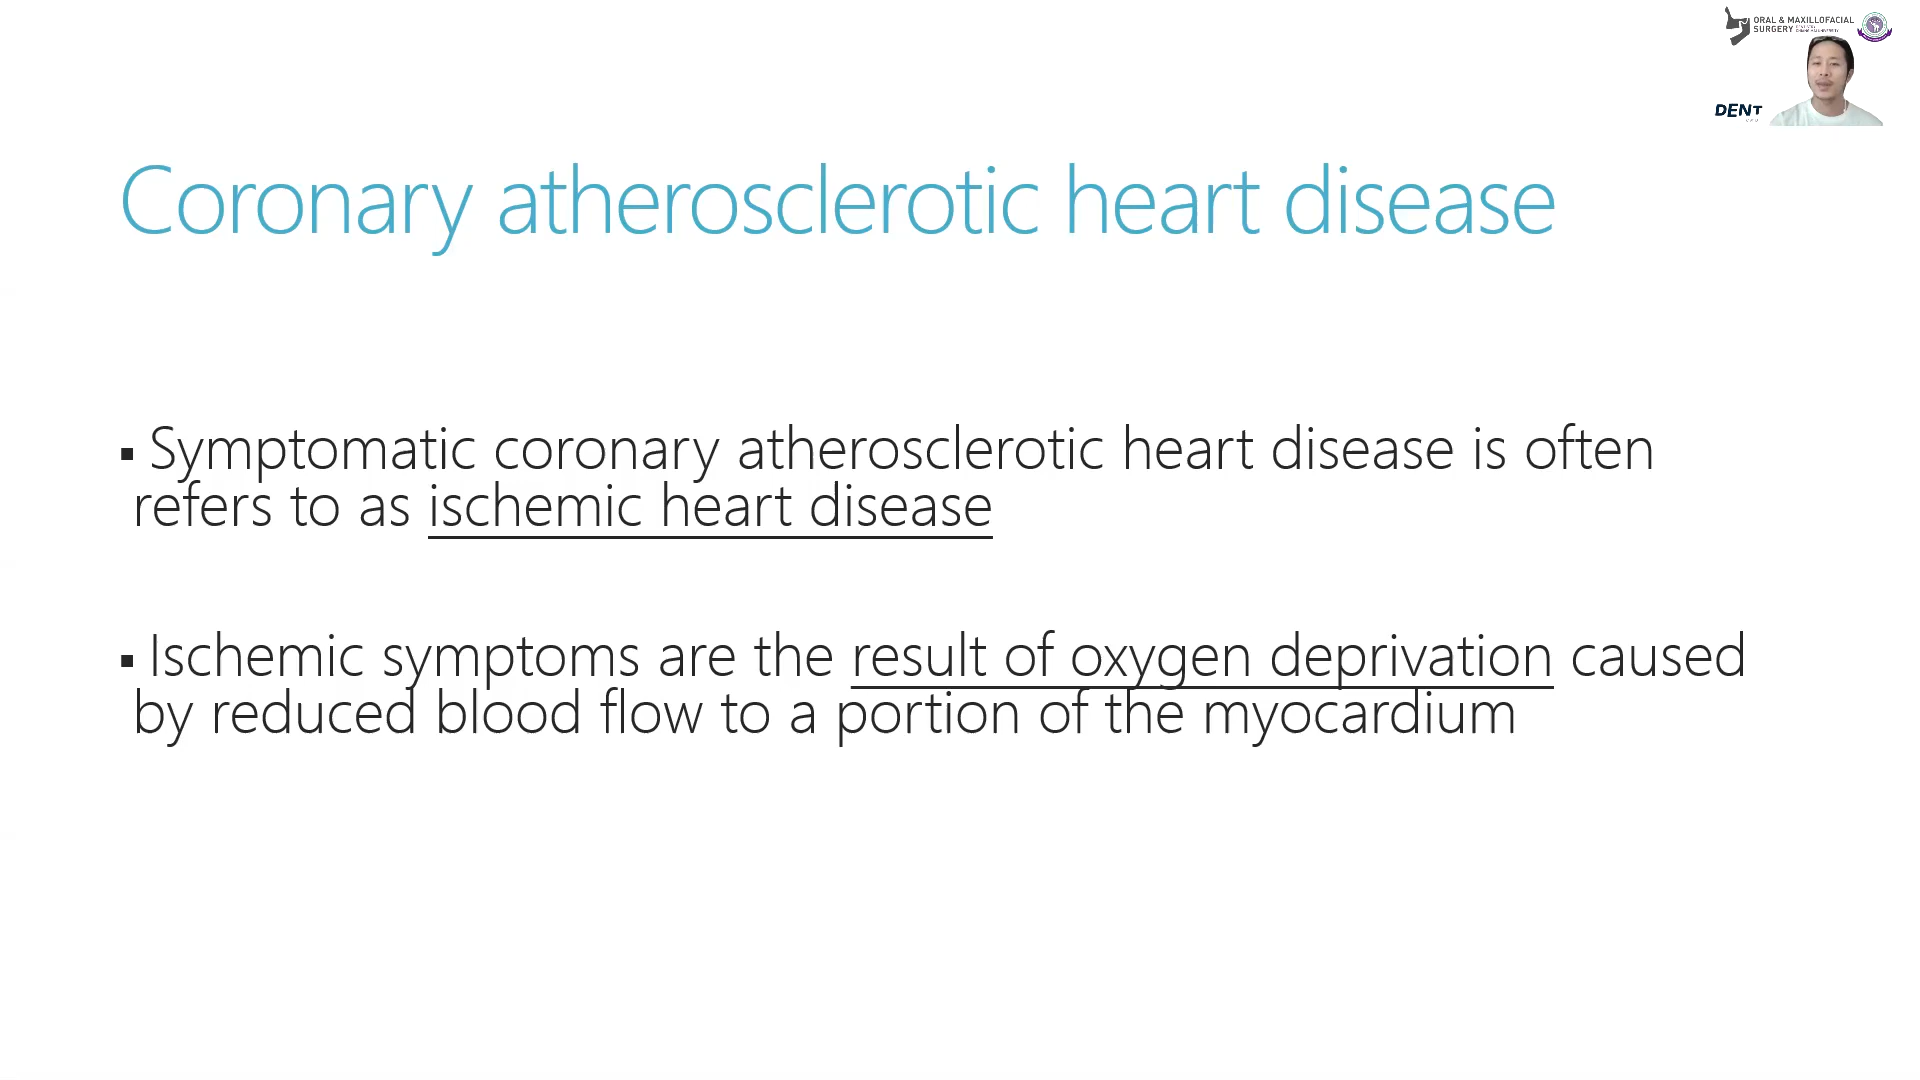 ORAL & MAXILLOFACIAL
SURGERY
DENT
Coronary atherosclerotic heart disease
▪ Symptomatic coronary atherosclerotic heart disease is often
refers to as ischemic heart disease
▪ Ischemic symptoms are the result of oxygen deprivation caused
by reduced blood flow to a portion of the myocardium